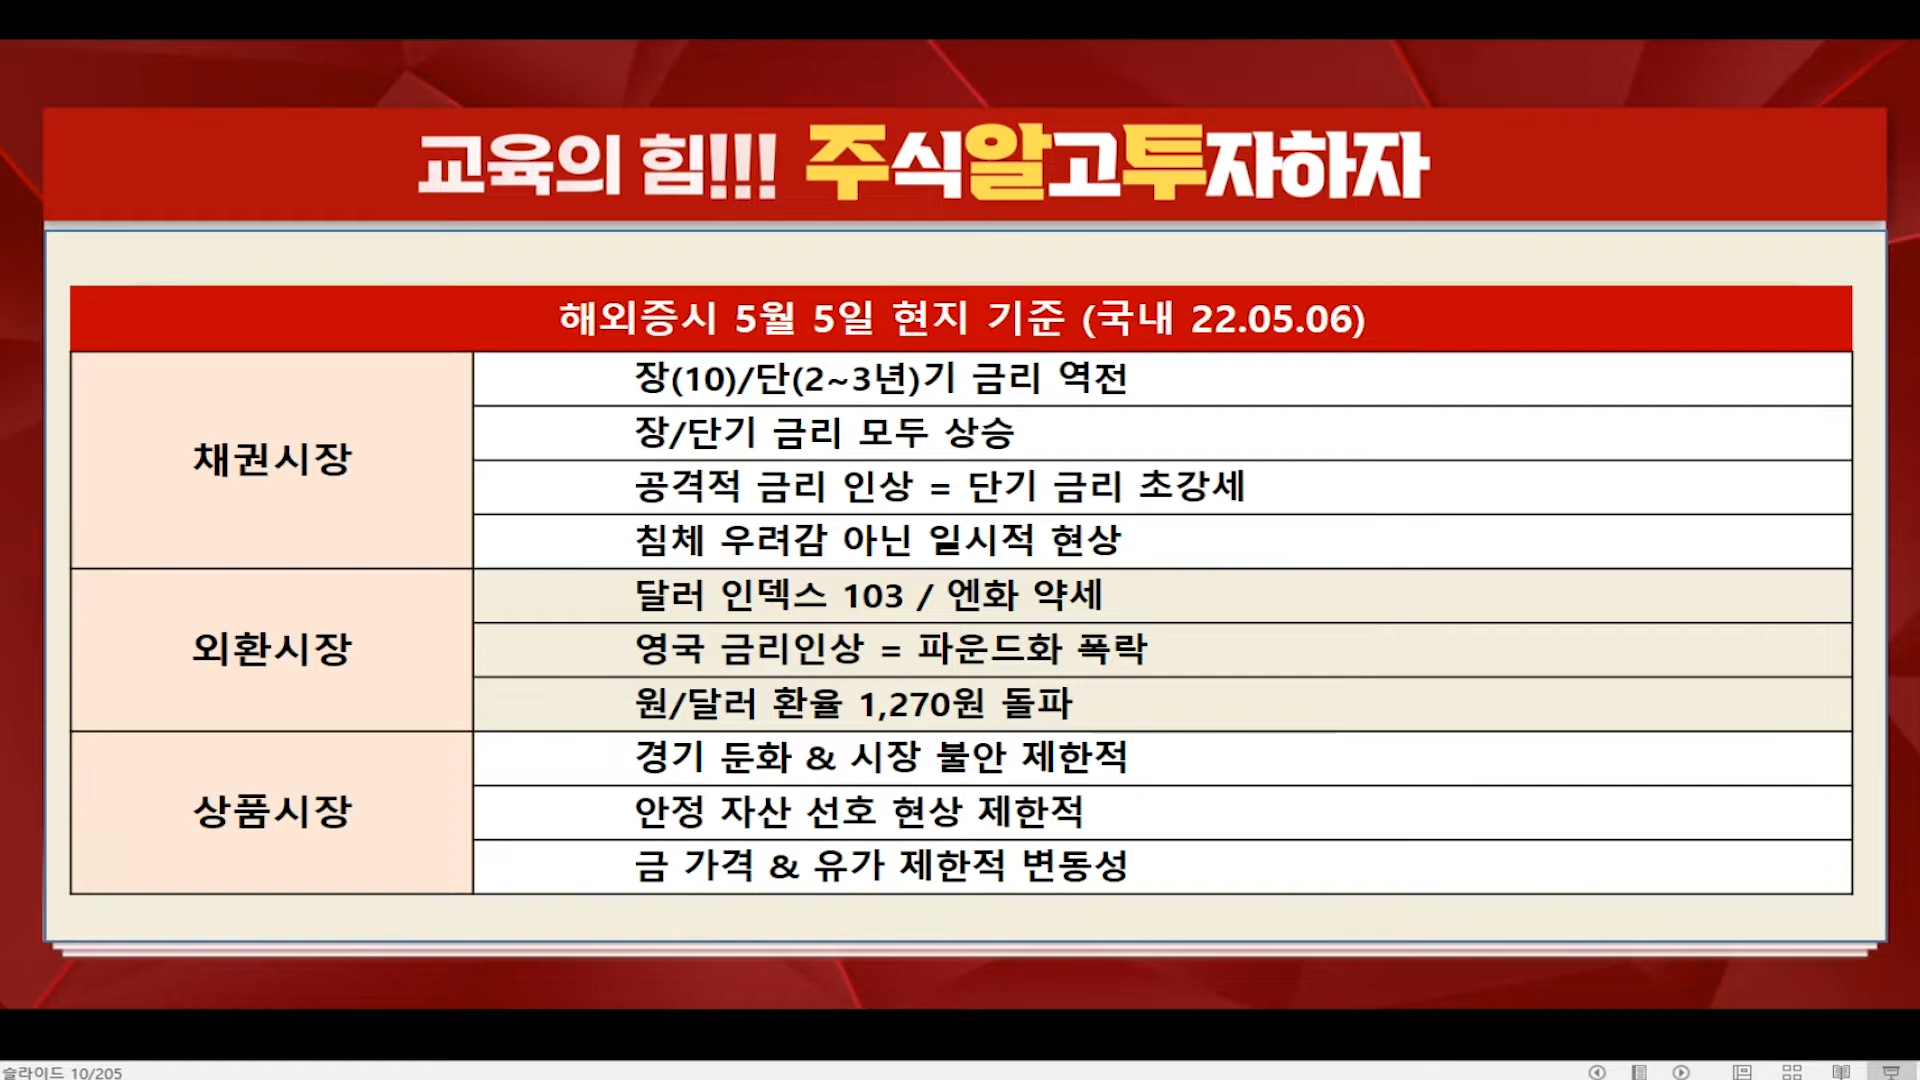 교육의 힘!!! 주식알고투자하자
해외증시 5월 5일 현지 기준 (국내 22.05.06)
채권시장
장(10)/단(2~3년)기 금리 역전
장/단기 금리 모두 상승
공격적 금리 인상 = 단기 금리 초강세
침체 우려감 아닌 일시적 현상
외환시장
달러 인덱스 103 / 엔화 약세
영국 금리인상 = 파운드화 폭락
원/달러 환율 1,270원 돌파
상품시장
경기 둔화 & 시장 불안 제한적
안정 자산 선호 현상 제한적
금 가격 & 유가 제한적 변동성
슬라이드 10/205